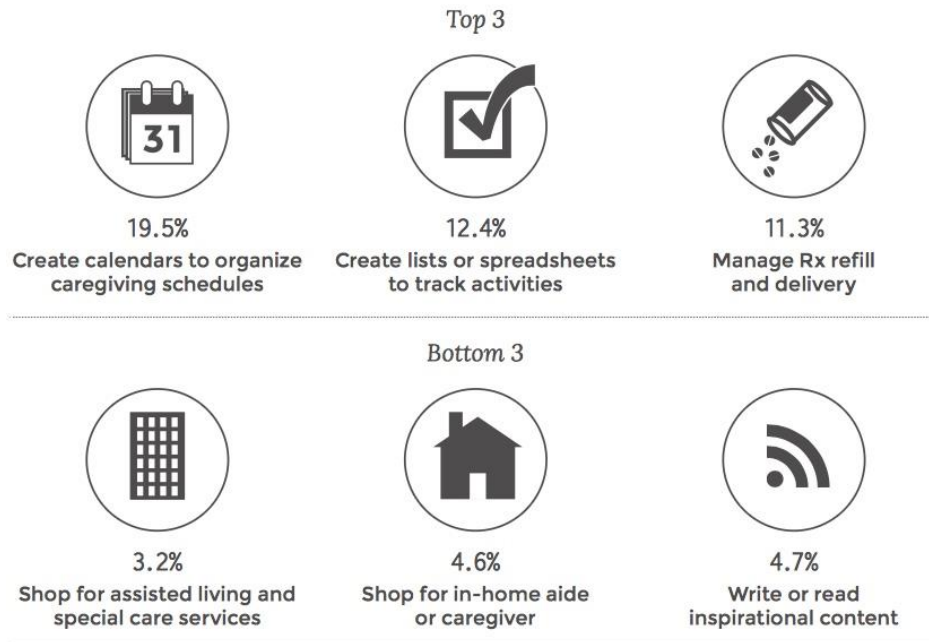 Top 3
31
19.5%
12.4%
11.3%
Create calendars to organize
caregiving schedules
Create lists or spreadsheets
to track activities
Manage Rx refill
and delivery
Bottom 3
3.2%
4.6%
4.7%
Shop for assisted living and
special care services
Shop for in-home aide
or caregiver
Write or read
inspirational content